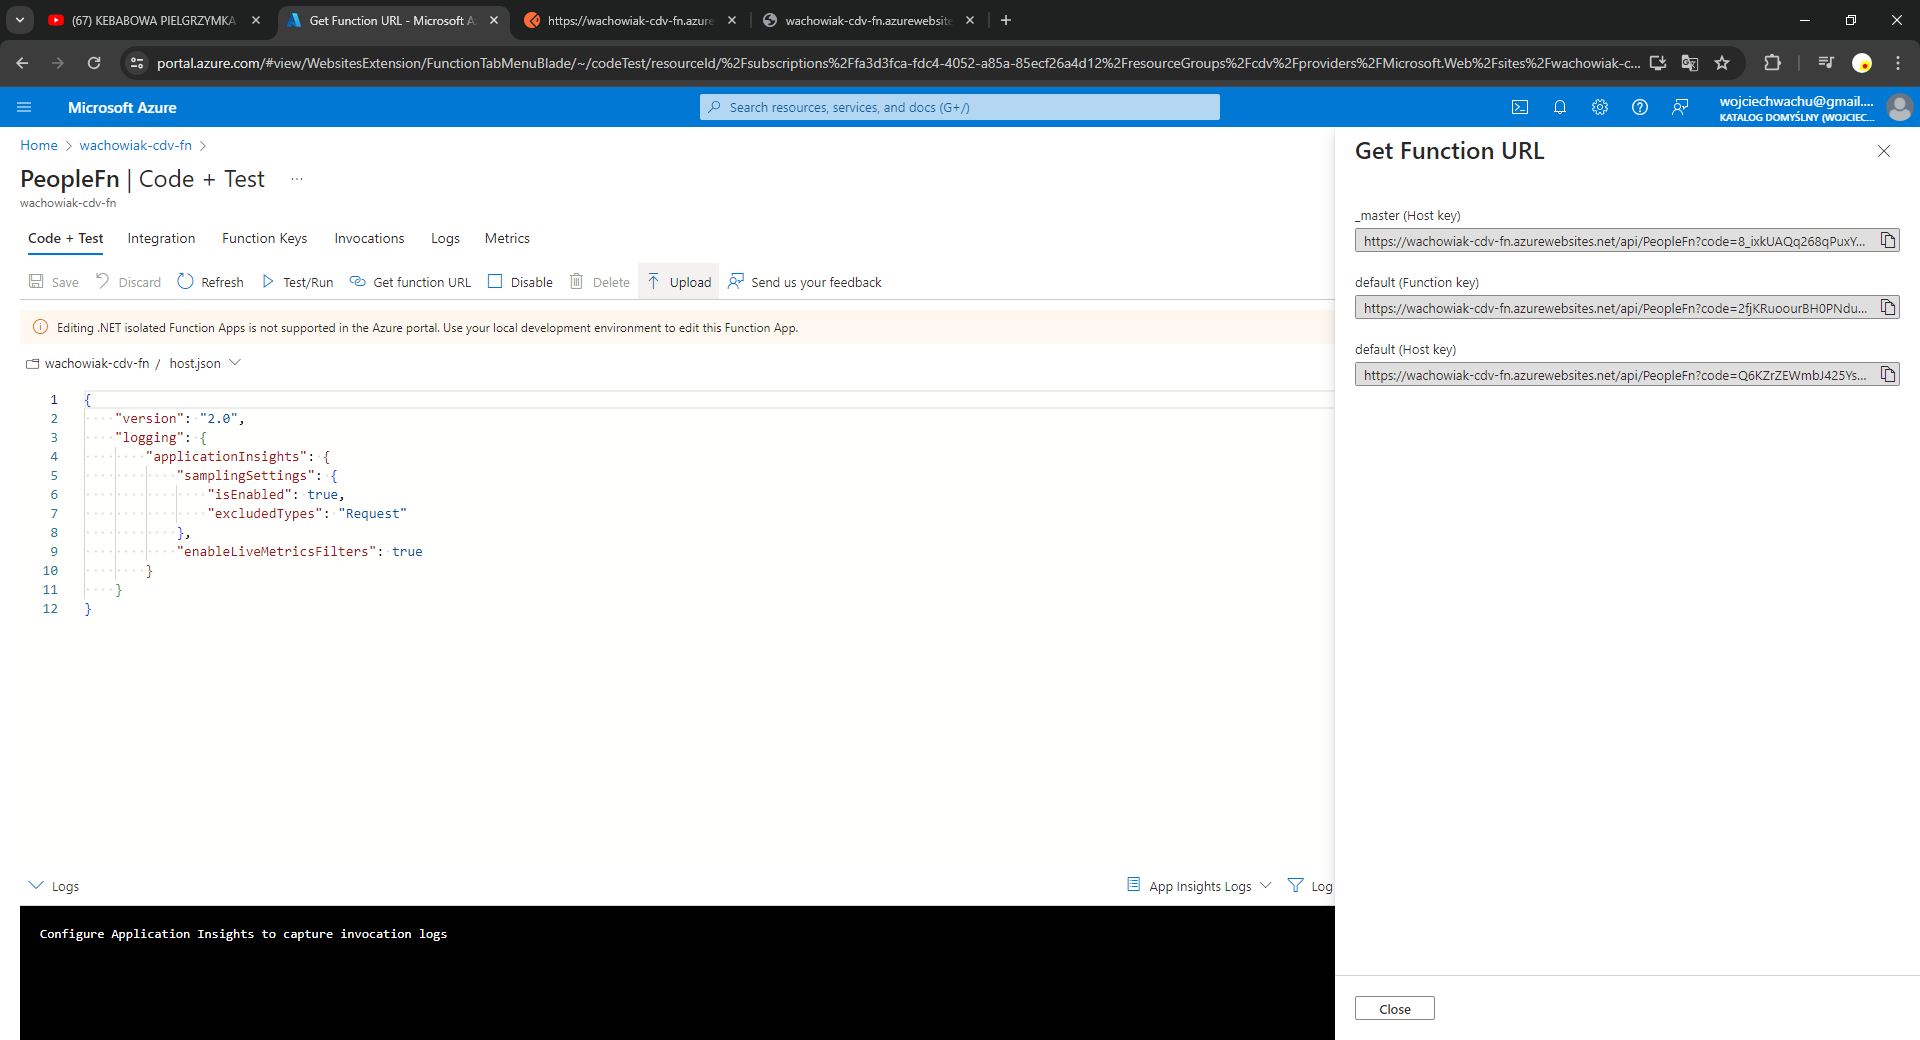 (67) KEBABOWA PIELGRZYMKA
Get Function URL - Microsoft A
https://wachowiak-cdv-fn.azure
wachowiak-cdv-fn.azurewebsite
portal.azure.com/#view/WebsitesExtension/FunctionTabMenuBlade/~/codeTest/resourceId/%2Fsubscriptions%2Ffa3d3fca-fdc4-4052-a85a-85ecf26a4d12%2FresourceGroups%2Fcdv%2Fproviders%2FMicrosoft.Web%2Fsites%2Fwachowiak-c...
Microsoft Azure
Search resources, services, and docs (G+/)
wojciechwachu@gmail....
KATALOG DOMYŚLNY (WOJCIEC...
Home > wachowiak-cdv-fn >
PeopleFn | Code + Test ...
wachowiak-cdv-fn
Code + Test Integration Function Keys Invocations Logs Metrics
Save Discard Refresh Test/Run Get function URL Disable Delete Upload Send us your feedback
Editing .NET isolated Function Apps is not supported in the Azure portal. Use your local development environment to edit this Function App.
wachowiak-cdv-fn / host.json
1 {
2 "version": "2.0",
3 "logging": {
4 "applicationInsights": {
5 "samplingSettings": {
6 "isEnabled": true,
7 "excludedTypes": "Request"
8 },
9 "enableLiveMetricsFilters": true
10 }
11 }
12 }
Logs
App Insights Logs
Log
Configure Application Insights to capture invocation logs
Get Function URL
_master (Host key)
https://wachowiak-cdv-fn.azurewebsites.net/api/PeopleFn?code=8_ixkUAQq268qPuxY...
default (Function key)
https://wachowiak-cdv-fn.azurewebsites.net/api/PeopleFn?code=2fjKRuoourBH0PNdu...
default (Host key)
https://wachowiak-cdv-fn.azurewebsites.net/api/PeopleFn?code=Q6KZrZEWmbJ425Ys...
Close